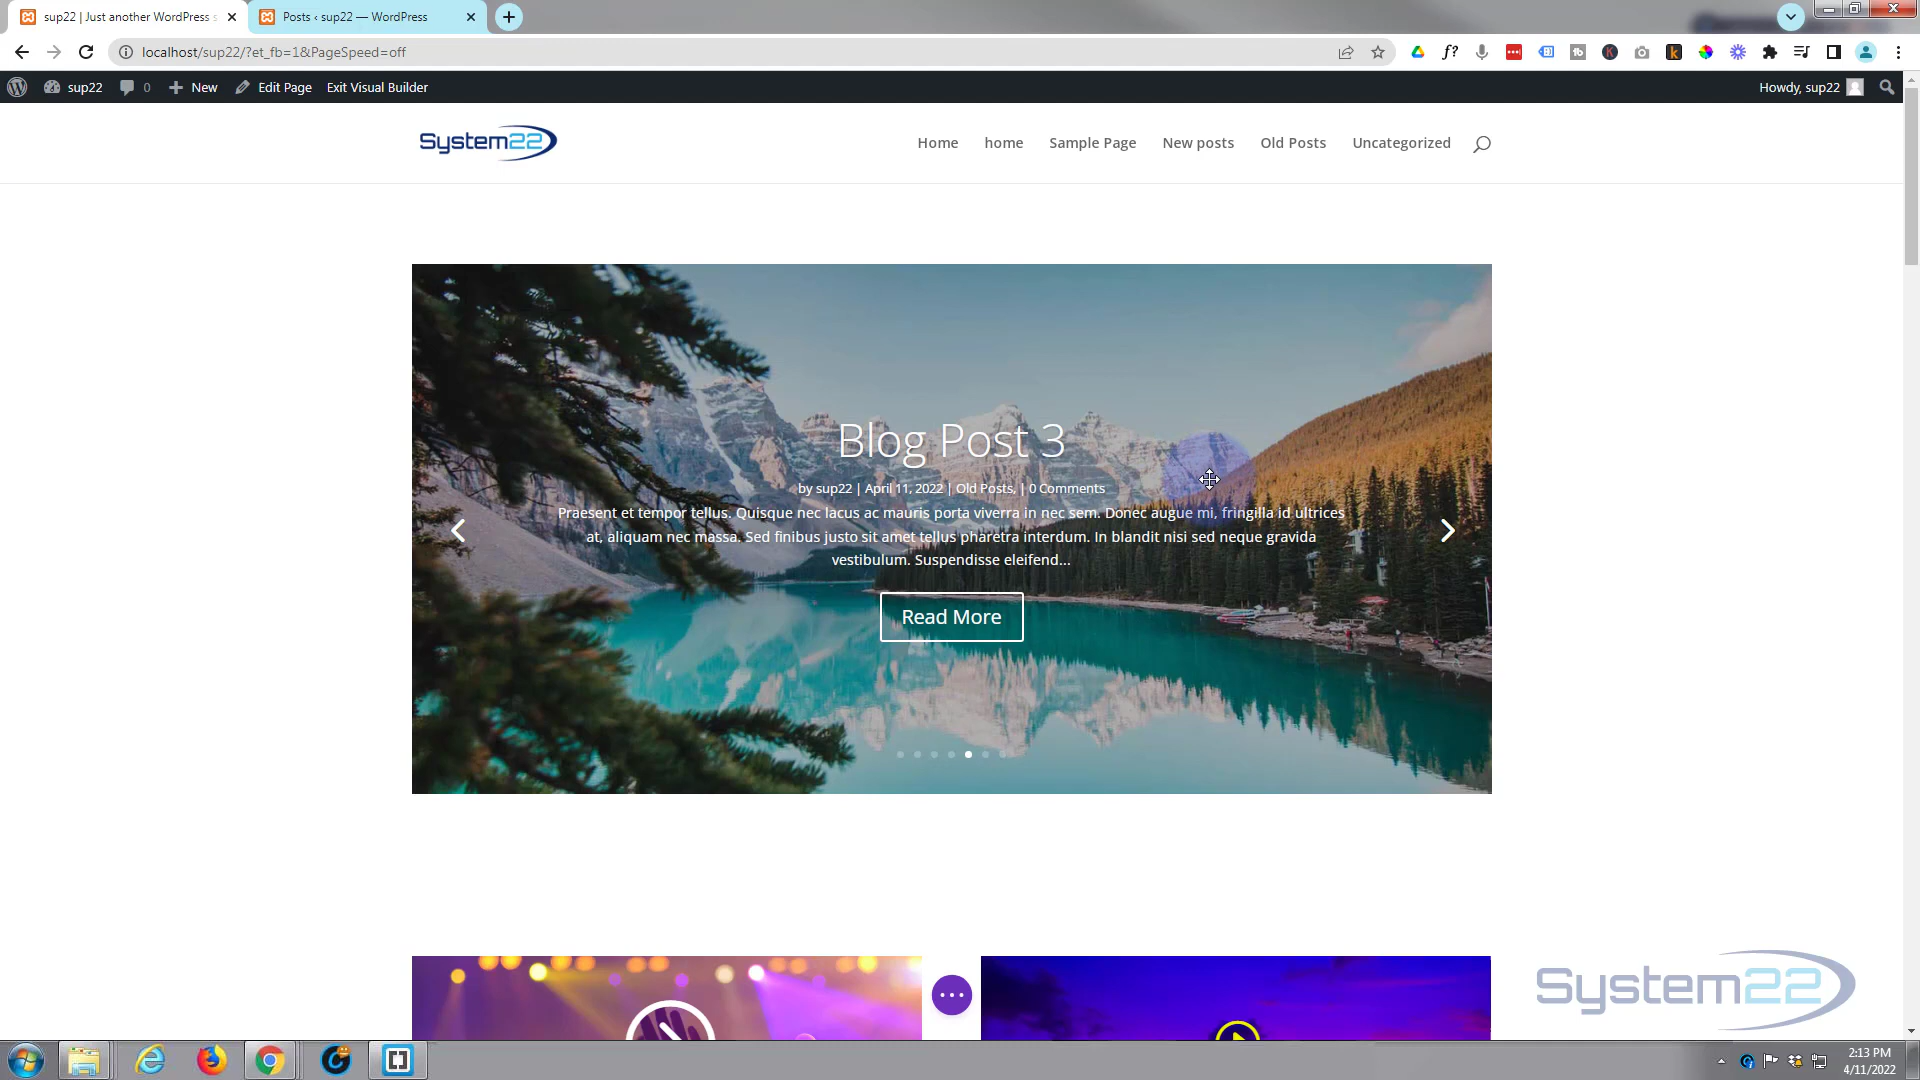 sup22 | Just another WordPress s
Posts ‹ sup22 — WordPress
localhost/sup22/?et_fb=1&PageSpeed=off
sup22
0
New
Edit Page
Exit Visual Builder
Howdy, sup22
System22
Home
home
Sample Page
New posts
Old Posts
Uncategorized
Blog Post 3
by sup22 | April 11, 2022 | Old Posts, | 0 Comments
Praesent et tempor tellus. Quisque nec lacus ac mauris porta viverra in nec sem. Donec augue mi, fringilla id ultrices
at, aliquam nec massa. Sed finibus justo sit amet tellus pharetra interdum. In blandit nisi sed neque gravida
vestibulum. Suspendisse eleifend...
Read More
System22
2:13 PM
4/11/2022